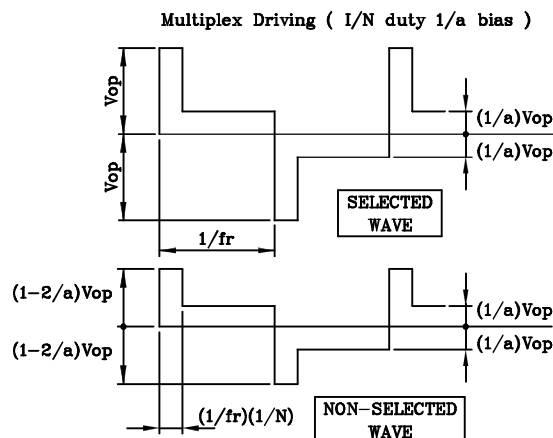 Multiplex Driving ( I/N duty 1/a bias )
Vop
Vop
(1/a)Vop
(1/a)Vop
SELECTED
WAVE
1/fr
(1-2/a)Vop
(1-2/a)Vop
(1/a)Vop
(1/a)Vop
(1/fr)(1/N)
NON-SELECTED
WAVE